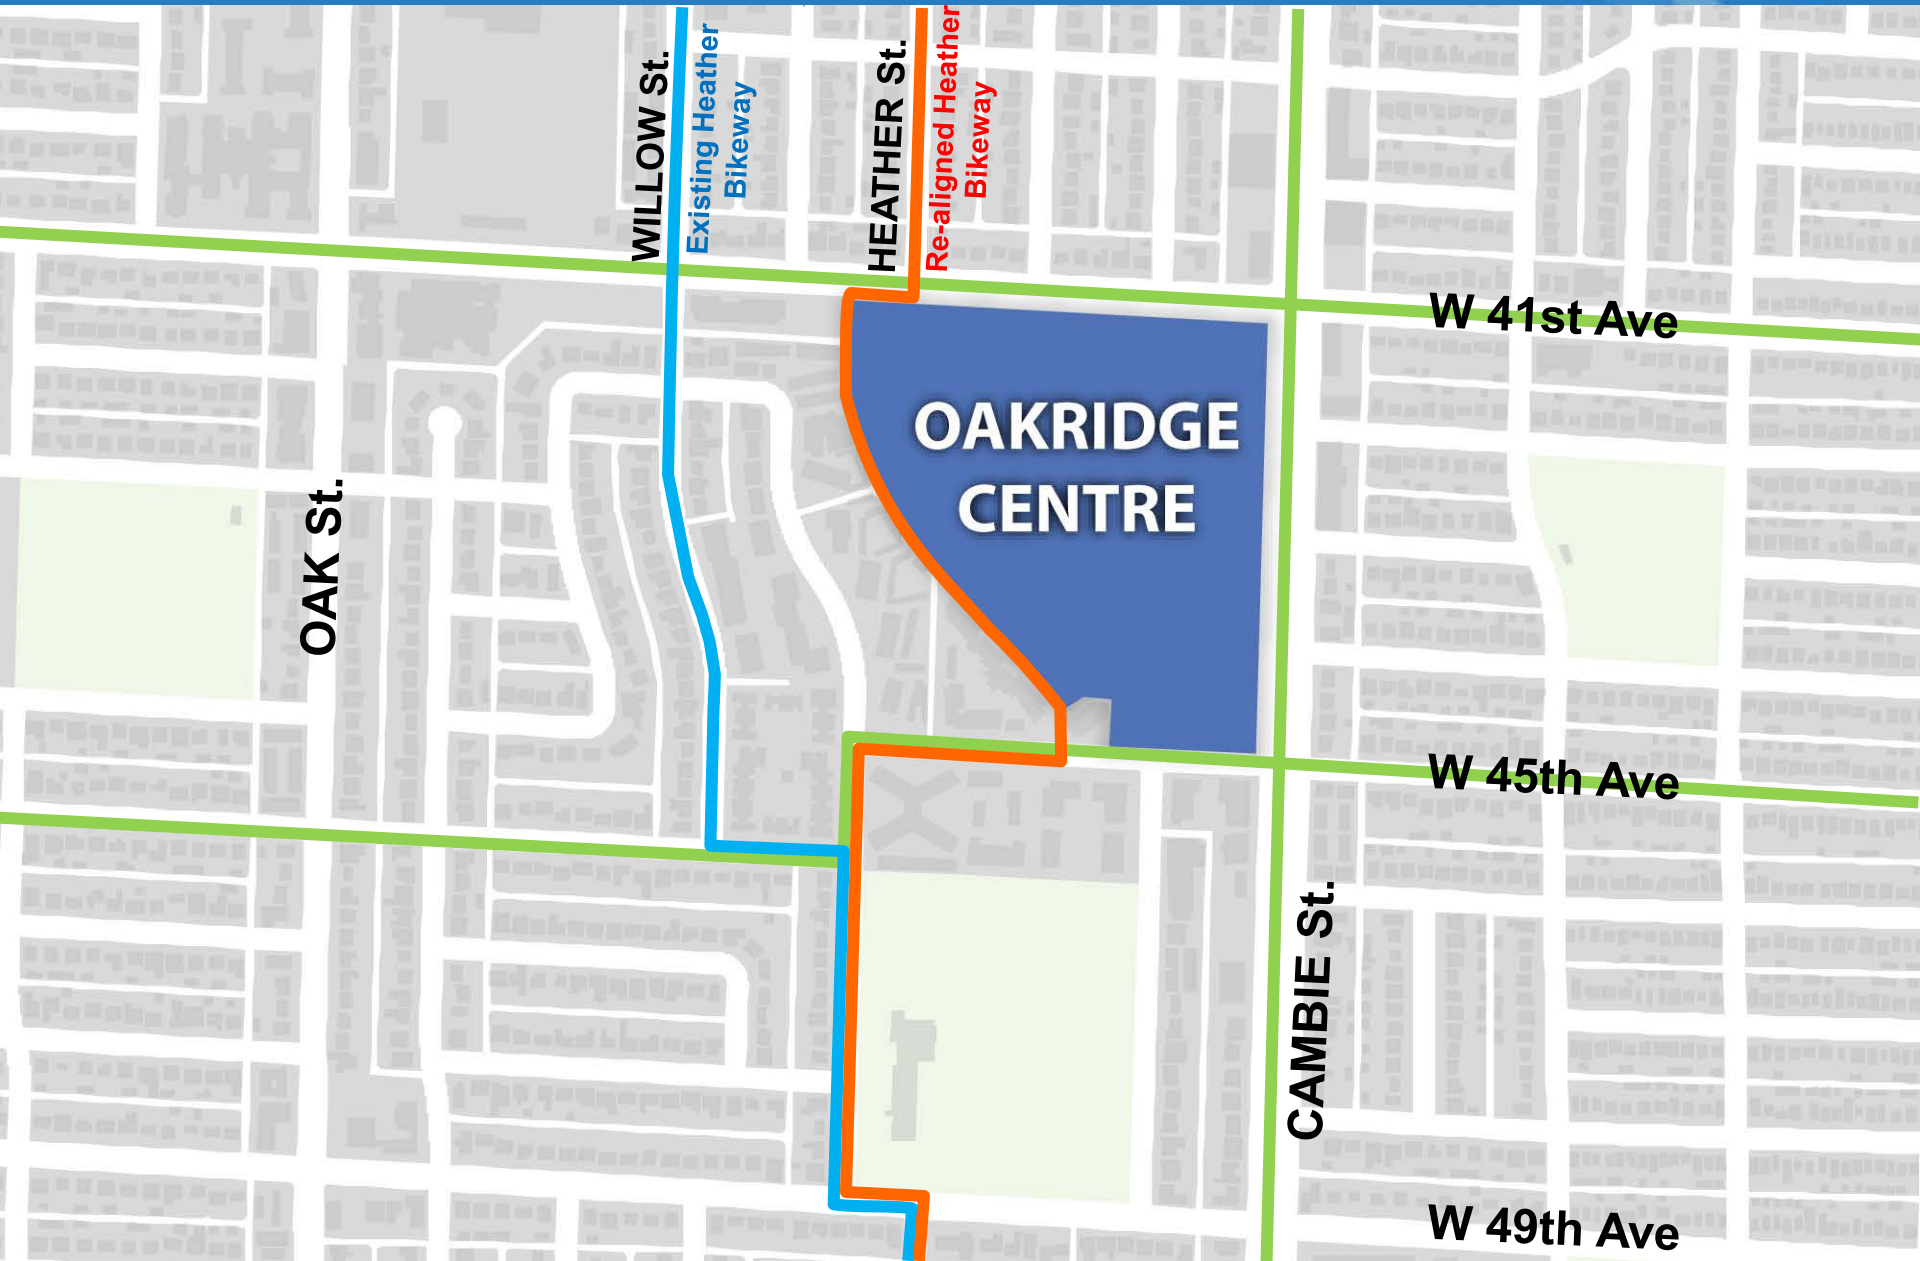 WILLOW St.
Existing Heather
Bikeway
HEATHER St.
Re-aligned Heather
Bikeway
W 41st Ave
OAKRIDGE
CENTRE
OAK St.
W 45th Ave
CAMBIE St.
W 49th Ave